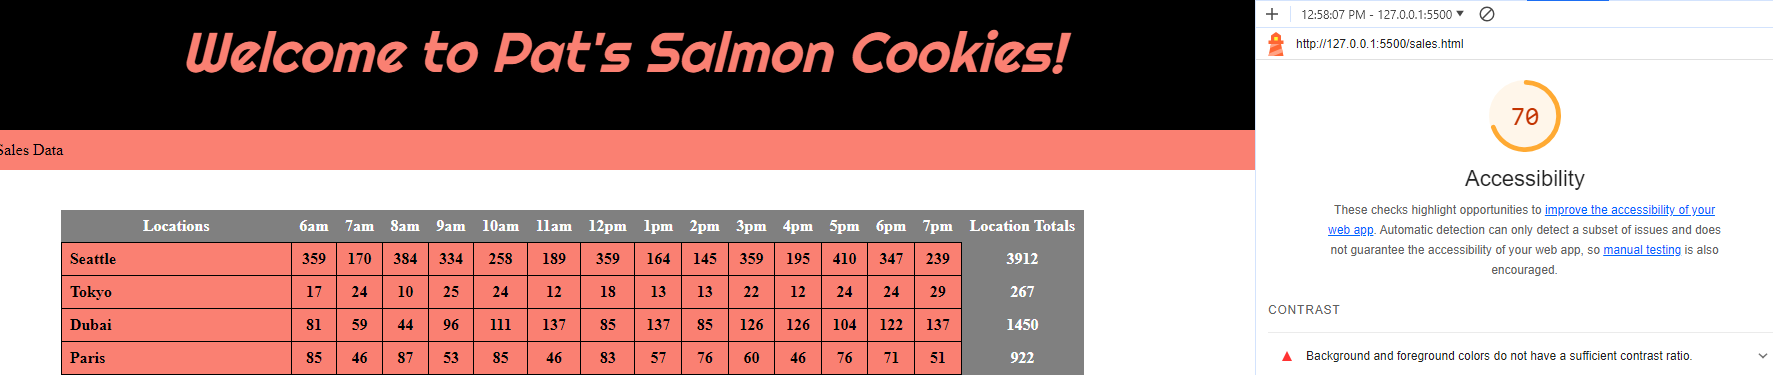 Welcome to Pat's Salmon Cookies!
Sales Data
Locations 6am 7am 8am 9am 10am 11am 12pm 1pm 2pm 3pm 4pm 5pm 6pm 7pm Location Totals
Seattle 359 170 384 334 258 189 359 164 145 359 195 410 347 239 3912
Tokyo 17 24 10 25 24 12 18 13 13 22 12 24 24 29 267
Dubai 81 59 44 96 111 137 85 137 85 126 126 104 122 137 1450
Paris 85 46 87 53 85 46 83 57 76 60 46 76 71 51 922
12:58:07 PM - 127.0.0.1:5500
http://127.0.0.1:5500/sales.html
70
Accessibility
These checks highlight opportunities to improve the accessibility of your
web app. Automatic detection can only detect a subset of issues and does
not guarantee the accessibility of your web app, so manual testing is also
encouraged.
CONTRAST
Background and foreground colors do not have a sufficient contrast ratio.